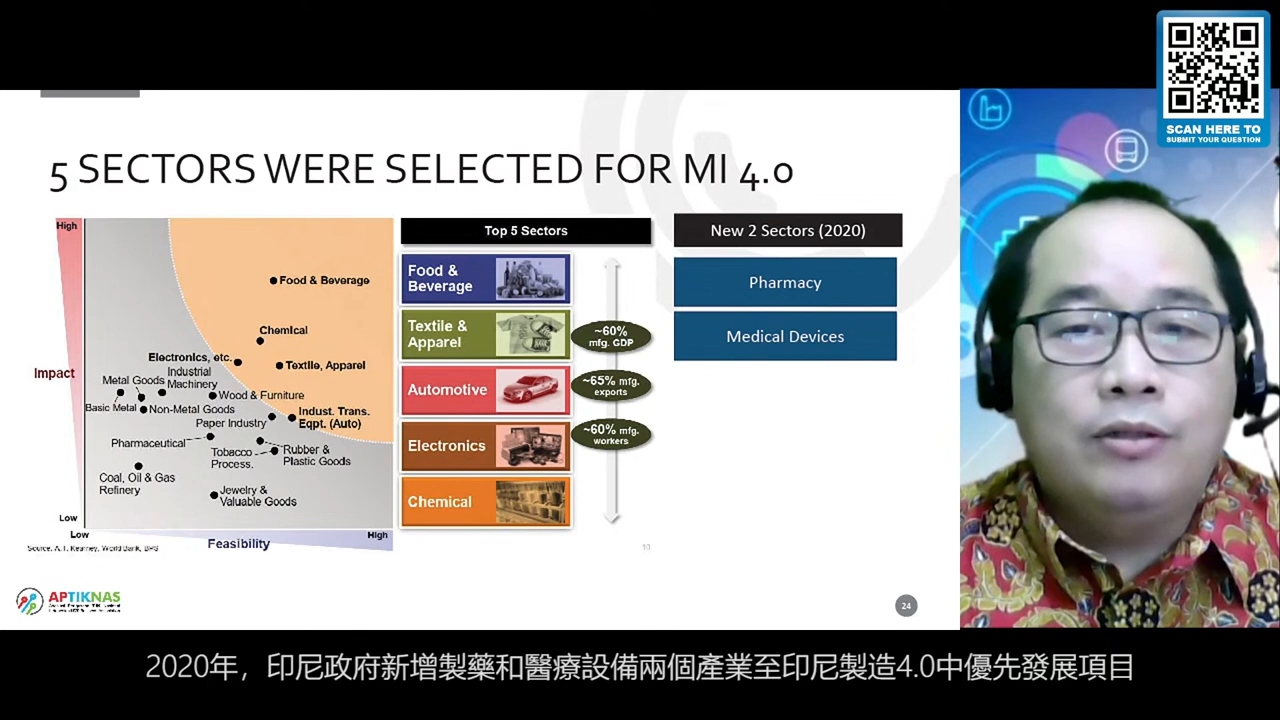 SCAN HERE TO
SUBMIT YOUR QUESTION
5 SECTORS WERE SELECTED FOR MI 4.0
High
Impact
Low
Low
Feasibility
High
Food & Beverage
Chemical
Electronics, etc.
Textile, Apparel
Industrial
Machinery
Metal Goods
Wood & Furniture
Basic Metal
Non-Metal Goods
Indust. Trans.
Eqpt. (Auto)
Paper Industry
Pharmaceutical
Tobacco
Process.
Rubber &
Plastic Goods
Coal, Oil & Gas
Refinery
Jewelry &
Valuable Goods
Source: A.T. Kearney, World Bank, BPS
Top 5 Sectors
Food &
Beverage
Textile &
Apparel
Automotive
Electronics
Chemical
~60%
mfg. GDP
~65% mfg.
exports
~60% mfg.
workers
New 2 Sectors (2020)
Pharmacy
Medical Devices
APTIKNAS
24
2020年，印尼政府新增製藥和醫療設備兩個產業至印尼製造4.0中優先發展項目